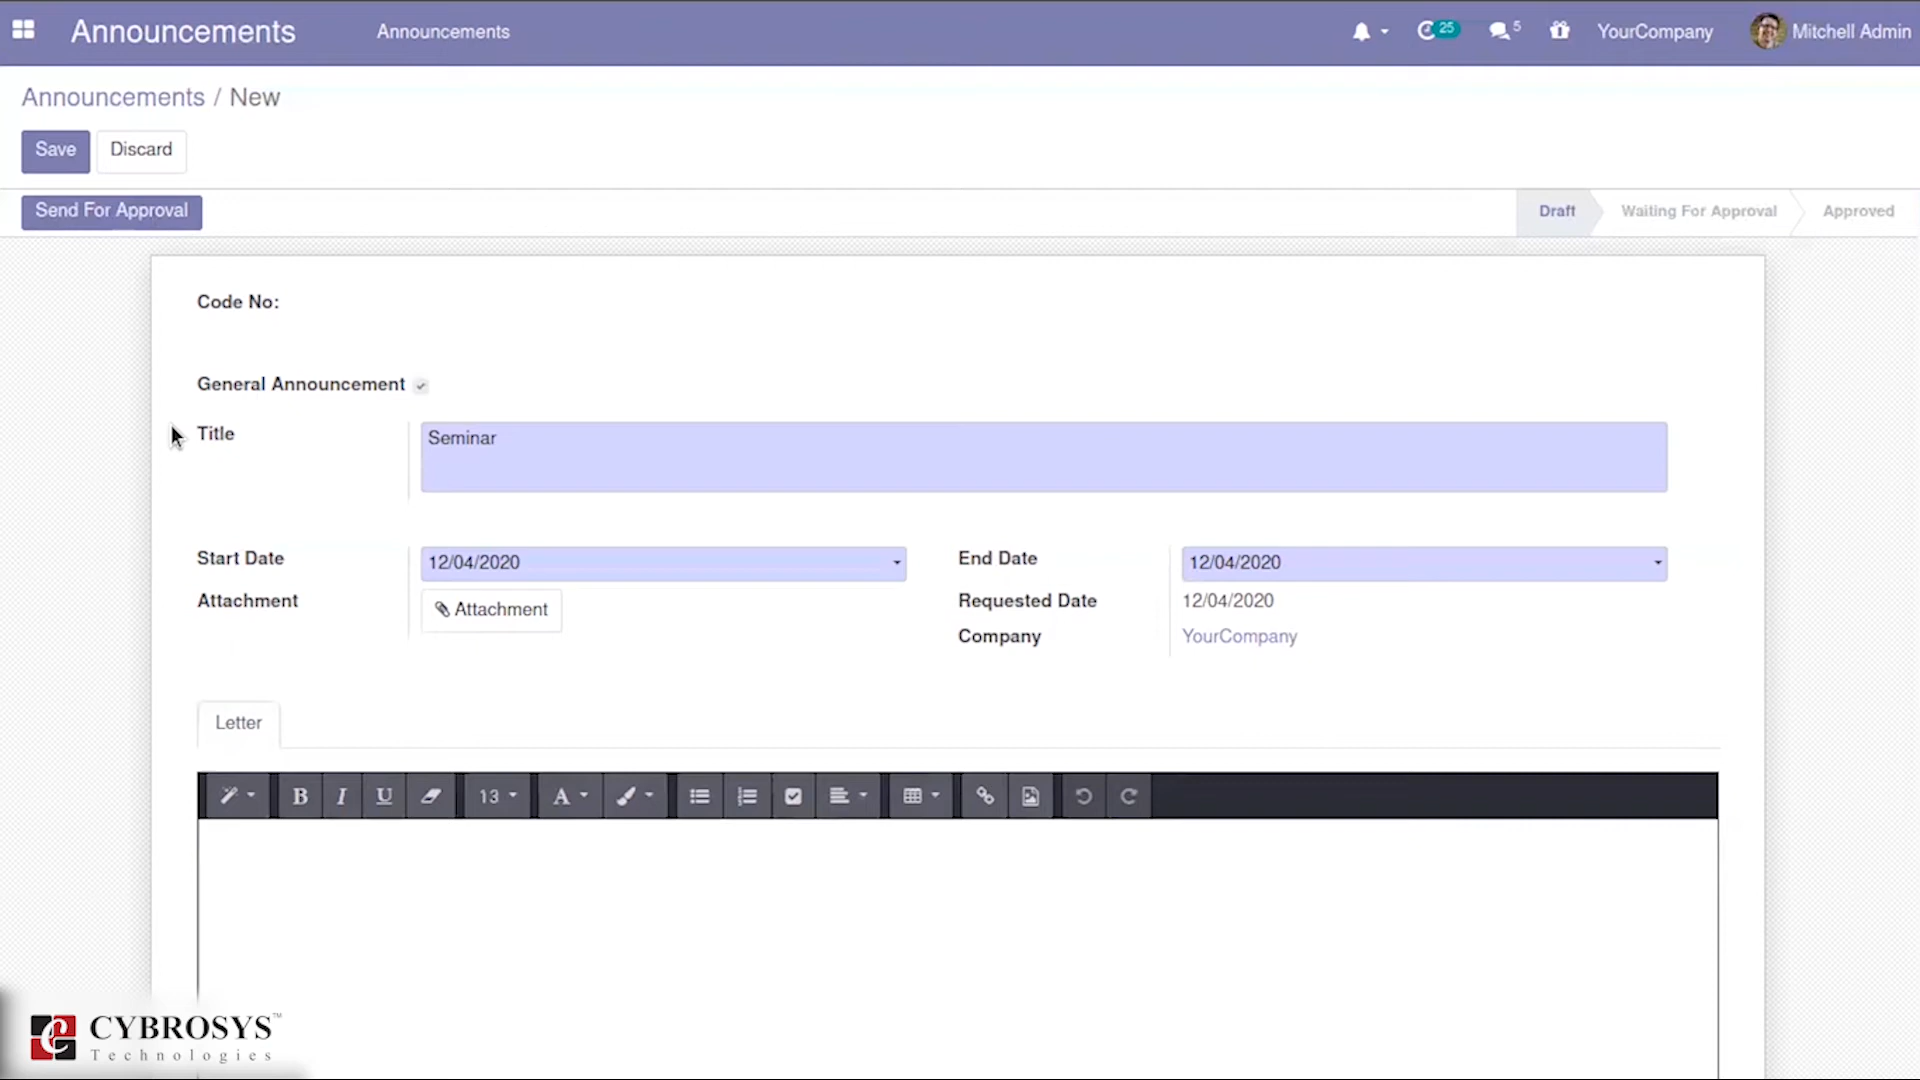 Announcements
Announcements
25
5
YourCompany
Mitchell Admin
Announcements / New
Save
Discard
Send For Approval
Draft
Waiting For Approval
Approved
Code No:
General Announcement
Title
Seminar
Start Date
12/04/2020
End Date
12/04/2020
Attachment
Attachment
Requested Date
12/04/2020
Company
YourCompany
Letter
B I U 13 A
CYBROSYS™
Technologies